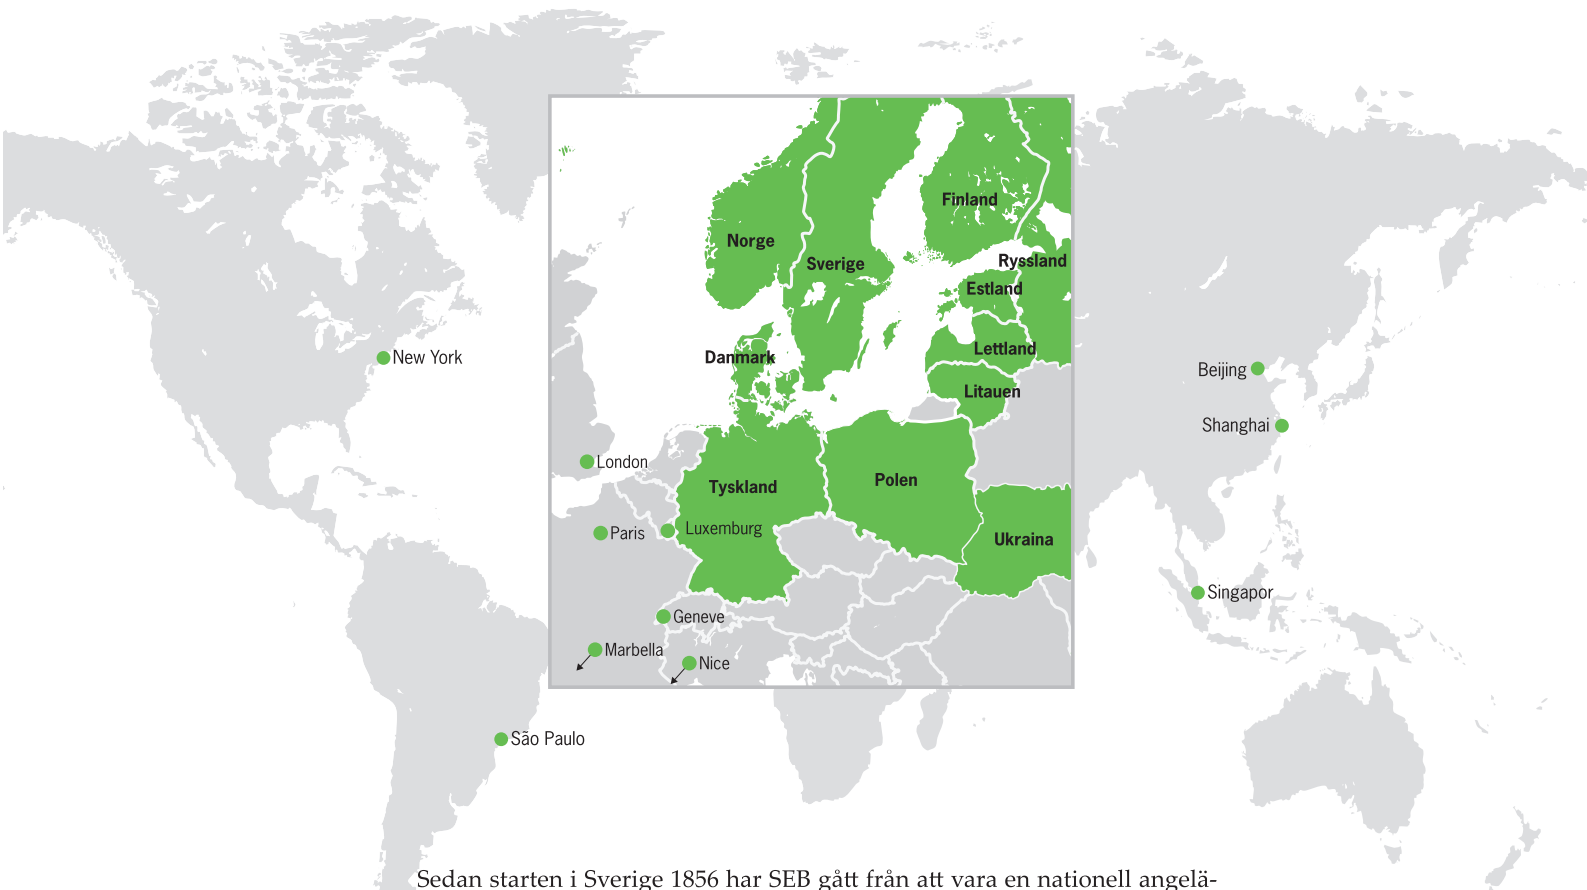 Finland
Norge
Sverige
Ryssland
Estland
Danmark
Lettland
New York
Beijing
Litauen
Shanghai
London
Polen
Tyskland
Luxemburg
Paris
Ukraina
Singapor
Geneve
Marbella
Nice
São Paulo
Sedan starten i Sverige 1856 har SEB gått från att vara en nationell angelä-